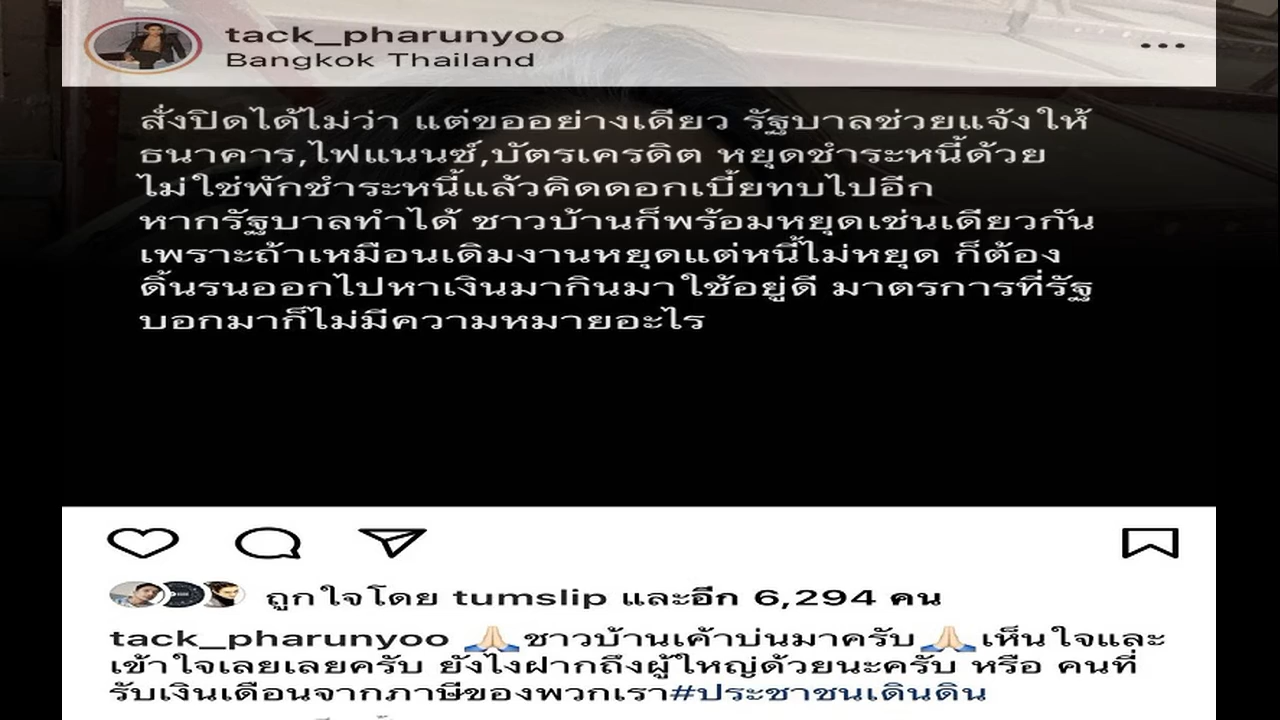 tack_pharunyoo
Bangkok Thailand
สั่งปิดได้ไม่ว่า แต่ขออย่างเดียว รัฐบาลช่วยแจ้งให้
ธนาคาร,ไฟแนนซ์,บัตรเครดิต หยุดชำระหนี้ด้วย
ไม่ใช่พักชำระหนี้แล้วคิดดอกเบี้ยทบไปอีก
หากรัฐบาลทำได้ ชาวบ้านก็พร้อมหยุดเช่นเดียวกัน
เพราะถ้าเหมือนเดิมงานหยุดแต่หนี้ไม่หยุด ก็ต้อง
ดิ้นรนออกไปหาเงินมากินมาใช้อยู่ดี มาตรการที่รัฐ
บอกมาก็ไม่มีความหมายอะไร
ถูกใจโดย tumslip และอีก 6,294 คน
tack_pharunyoo 🙏🏻ชาวบ้านเค้าบ่นมาครับ🙏🏻เห็นใจและ
เข้าใจเลยเลยครับ ยังไงฝากถึงผู้ใหญ่ด้วยนะครับ หรือ คนที่
รับเงินเดือนจากภาษีของพวกเรา#ประชาชนเดินดิน